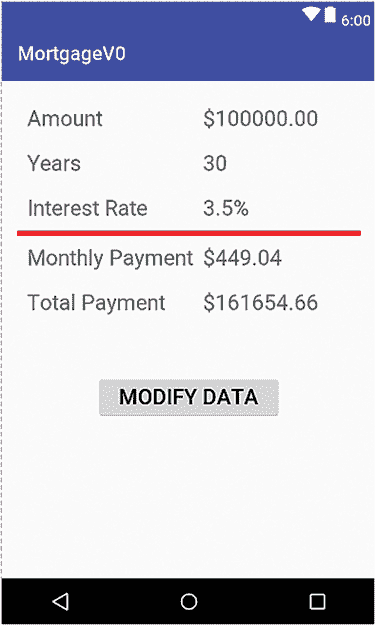 6:00
MortgageV0
Amount $100000.00
Years 30
Interest Rate 3.5%
Monthly Payment $449.04
Total Payment $161654.66
MODIFY DATA